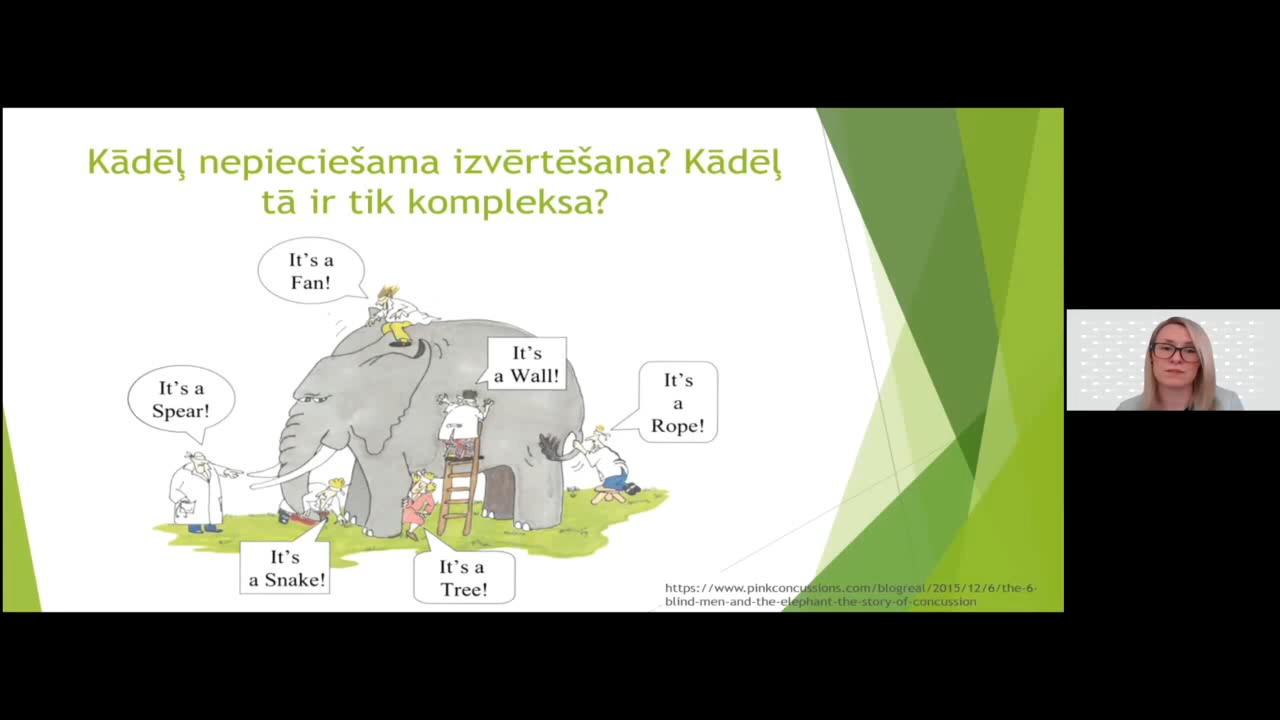 Kādēļ nepieciešama izvērtēšana? Kādēļ
tā ir tik kompleksa?
It's a
Fan!
It's
a Wall!
It's a
Spear!
It's
a
Rope!
It's
a Snake!
It's a
Tree!
https://www.pinkconcussions.com/blogreal/2015/12/6/the-6-
blind-men-and-the-elephant-the-story-of-concussion